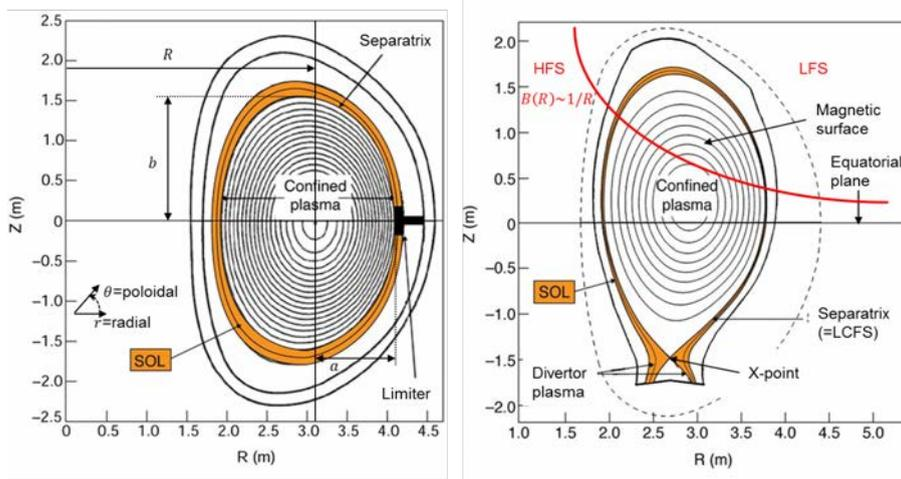 2.5
2.0
1.5
1.0
0.5
0
−0.5
−1.0
−1.5
−2.0
−2.5
Z (m)
R
Separatrix
b
Confined
plasma
θ=poloidal
r=radial
SOL
a
Limiter
0 0.5 1.0 1.5 2.0 2.5 3.0 3.5 4.0 4.5
R (m)
2.0
1.5
1.0
0.5
0
−0.5
−1.0
−1.5
−2.0
Z (m)
HFS
LFS
B(R)~1/R
Magnetic
surface
Equatorial
plane
Confined
plasma
SOL
Separatrix
(=LCFS)
Divertor
plasma
X-point
1.0 1.5 2.0 2.5 3.0 3.5 4.0 4.5 5.0
R (m)